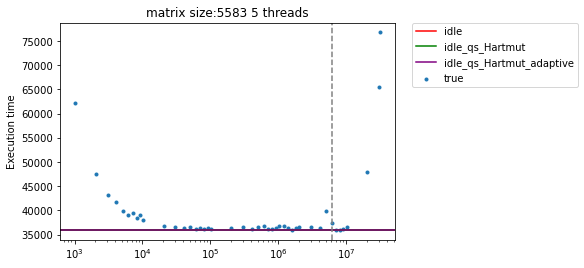 matrix size:5583 5 threads
idle
idle_qs_Hartmut
idle_qs_Hartmut_adaptive
true
Execution time
75000
70000
65000
60000
55000
50000
45000
40000
35000
10³ 10⁴ 10⁵ 10⁶ 10⁷